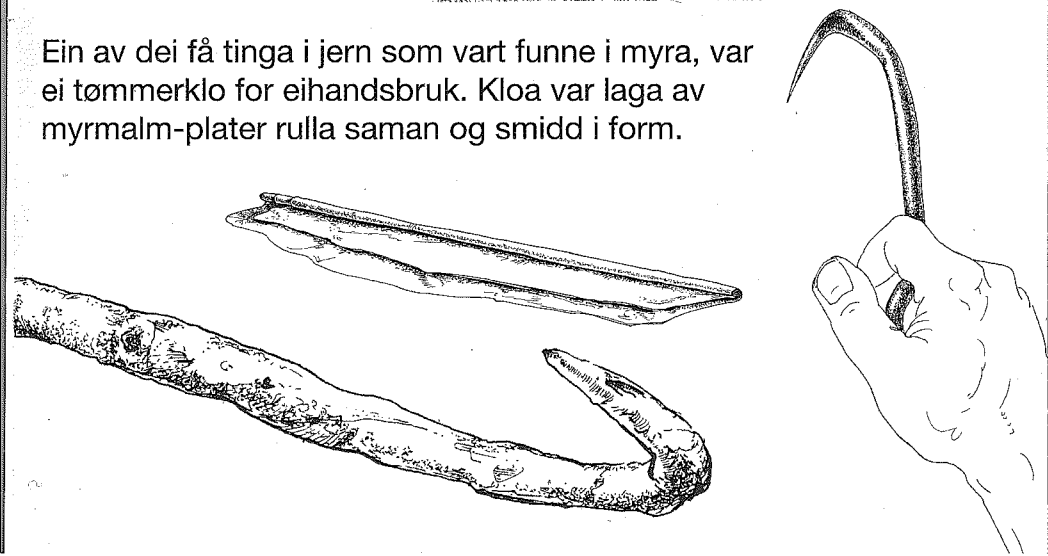 Ein av dei få tinga i jern som vart funne i myra, var
ei tømmerklo for eihandsbruk. Kloa var laga av
myrmalm-plater rulla saman og smidd i form.